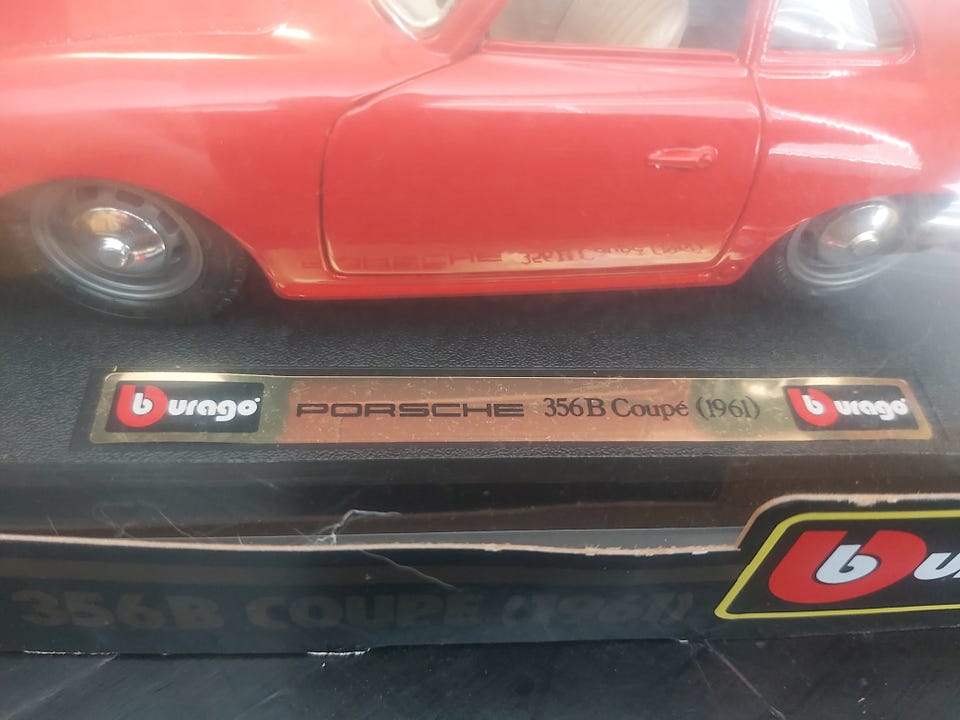 burago PORSCHE 356B Coupé (1961) burago
bu
356B COUPE (1961)